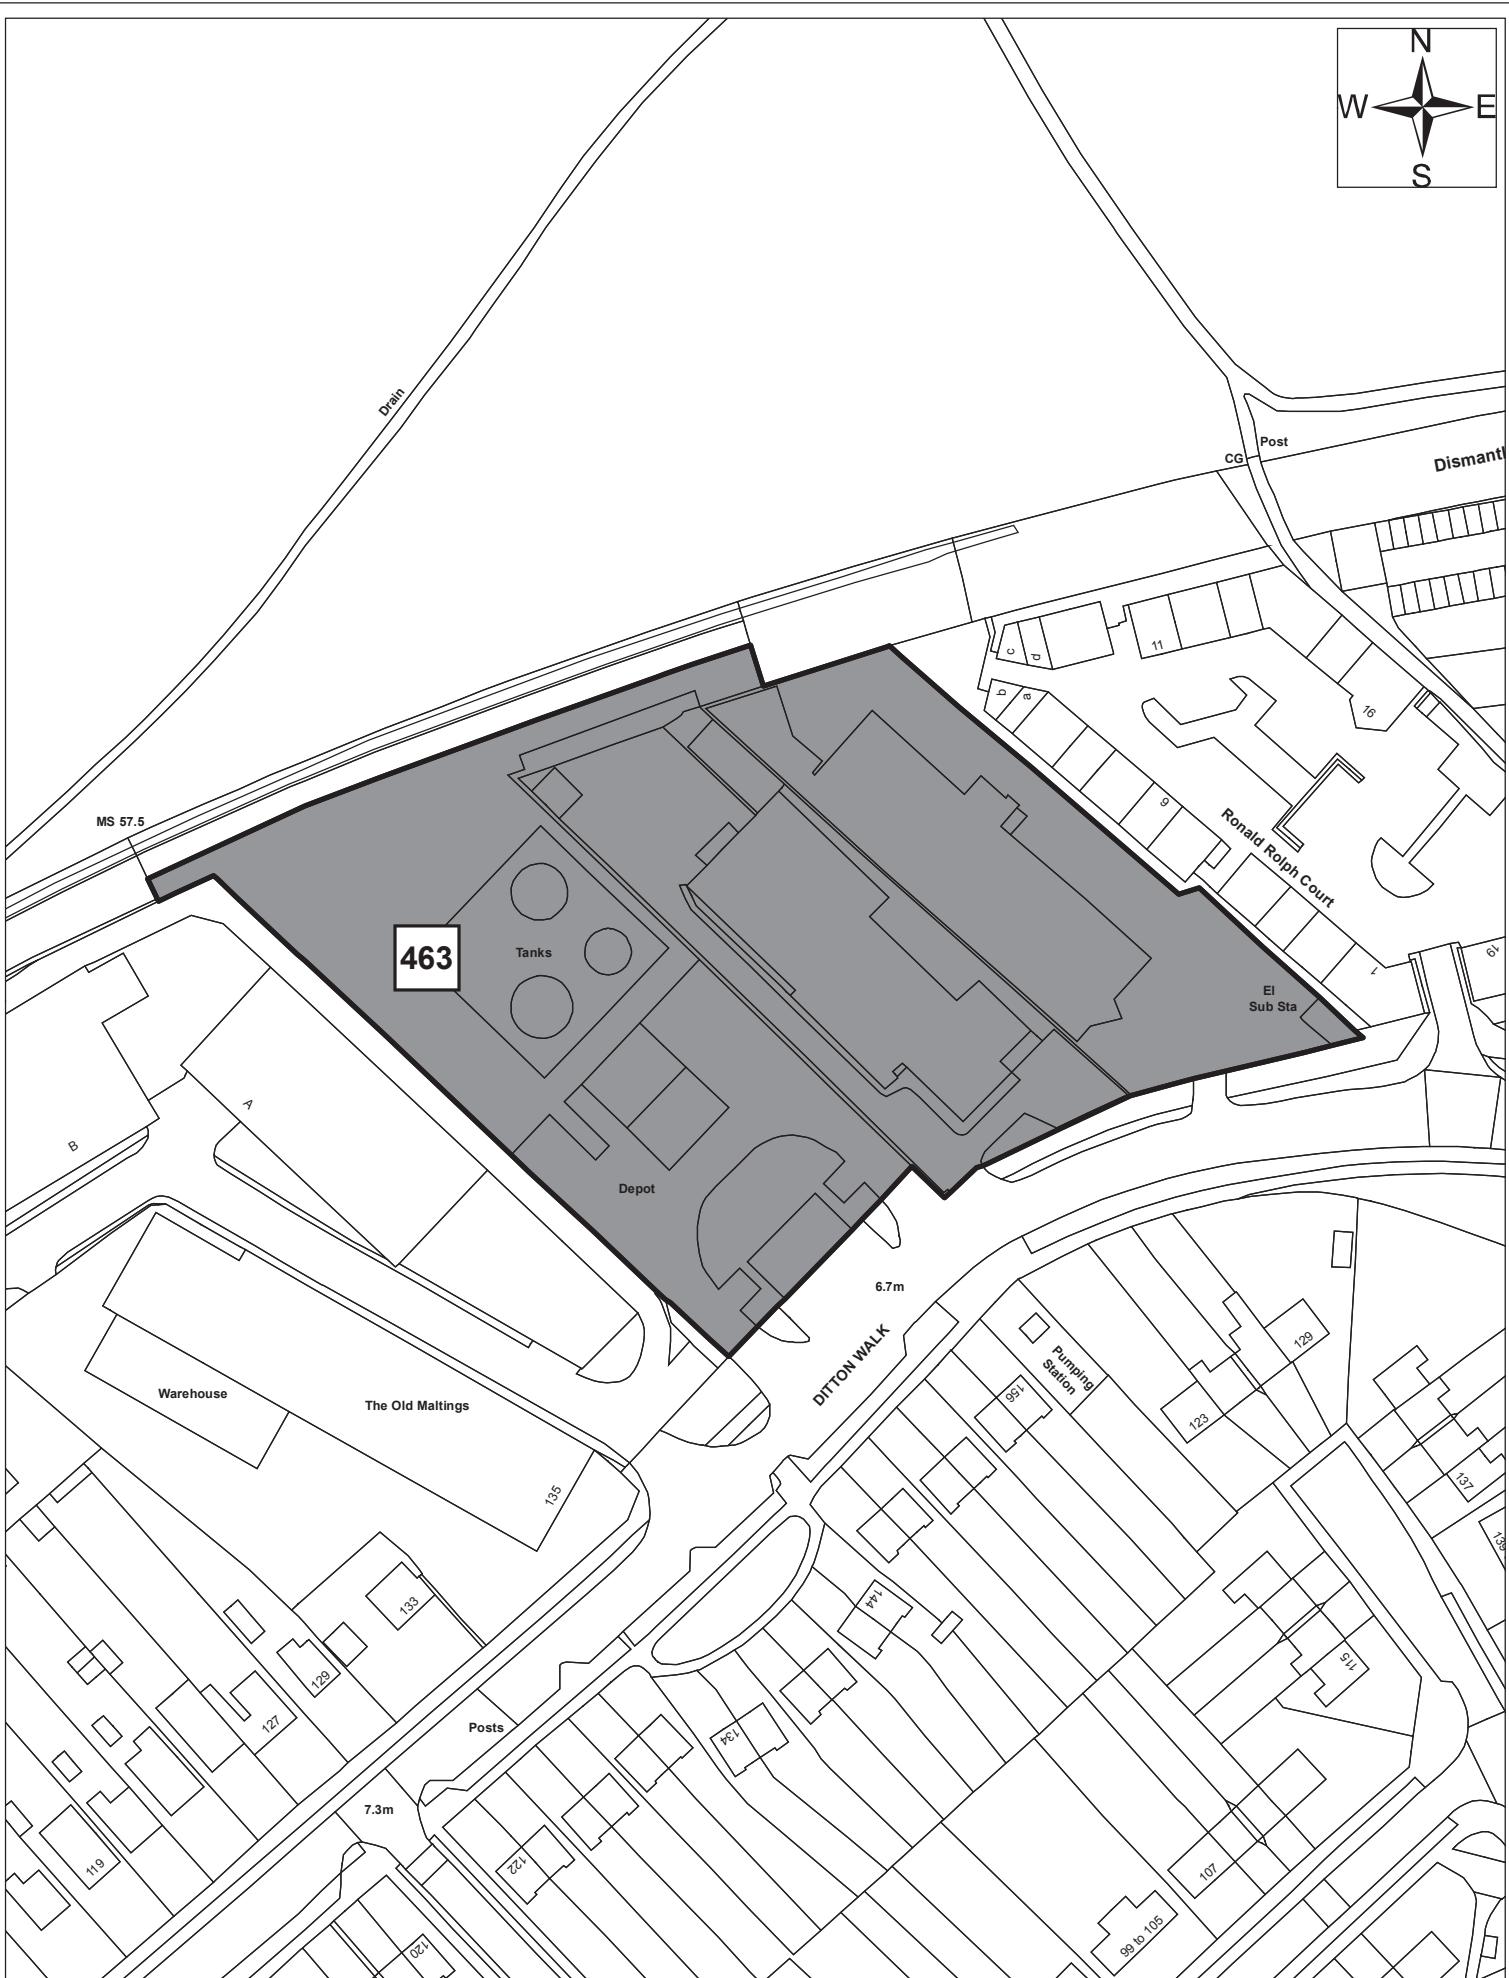 N
W E
S
Drain
Post
CG
Dismantl
c
d
11
b
a
16
9
MS 57.5
Ronald Rolph Court
463
Tanks
El
Sub Sta
1
19
A
B
Depot
6.7m
DITTON WALK
Pumping
Station
129
156
123
Warehouse
The Old Maltings
137
135
139
133
144
129
115
127
134
Posts
7.3m
122
119
107
99 to 105
120